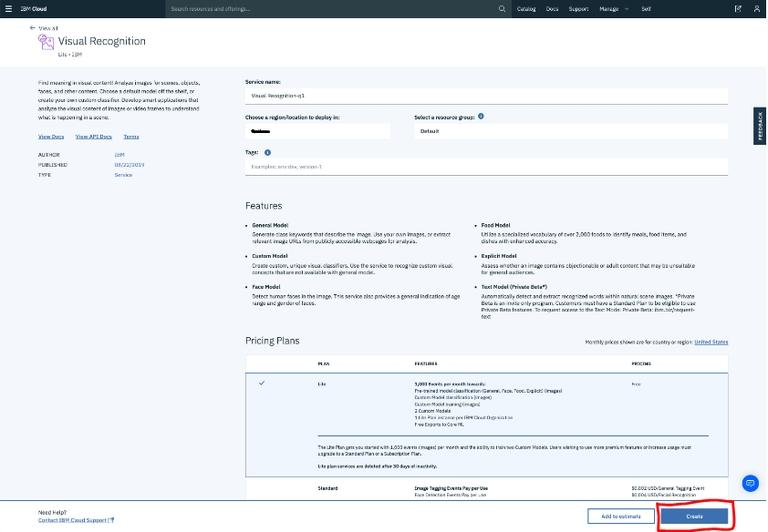 IBM Cloud
Search resources and offerings...
Catalog
Docs
Support
Manage
Self
← View all
Visual Recognition
Lite • IBM
Find meaning in visual content! Analyze images for scenes, objects,
faces, and other content. Choose a default model off the shelf, or
create your own custom classifier. Develop smart applications that
analyze the visual content of images or video frames to understand
what is happening in a scene.
View Docs
View API Docs
Terms
AUTHOR
IBM
PUBLISHED
08/22/2019
TYPE
Service
Service name:
Visual Recognition-q1
Choose a region/location to deploy in:
Select a resource group:
Default
Tags:
Examples: env:dev, version-1
FEEDBACK
Features
• General Model
Generate class keywords that describe the image. Use your own images, or extract
relevant image URLs from publicly accessible webpages for analysis.
• Custom Model
Create custom, unique visual classifiers. Use the service to recognize custom visual
concepts that are not available with general model.
• Face Model
Detect human faces in the image. This service also provides a general indication of age
range and gender of faces.
• Food Model
Utilize a specialized vocabulary of over 2,000 foods to identify meals, food items, and
dishes with enhanced accuracy.
• Explicit Model
Assess whether an image contains objectionable or adult content that may be unsuitable
for general audiences.
• Text Model (Private Beta*)
Automatically detect and extract recognized words within natural scene images. *Private
Beta is an invite only program. Customers must have a Standard Plan to be eligible to use
Private Beta features. To request access to the Text Model Private Beta: ibm.biz/request-
text
Pricing Plans
Monthly prices shown are for country or region: United States
PLAN
FEATURES
PRICING
Lite
1,000 Events per month towards:
Pre-trained model classification (General, Face, Food, Explicit) (images)
Custom Model classification (images)
Custom Model training (images)
2 Custom Models
1 Lite Plan instance per IBM Cloud Organization
Free Exports to Core ML
Free
The Lite Plan gets you started with 1,000 events (images) per month and the ability to train two Custom Models. Users wishing to use more premium features or increase usage must
upgrade to a Standard Plan or a Subscription Plan.
Lite plan services are deleted after 30 days of inactivity.
Standard
Image Tagging Events Pay per Use
Face Detection Events Pay per use
$0.002 USD/General Tagging Event
$0.004 USD/Facial Recognition
Need Help?
Contact IBM Cloud Support
Add to estimate
Create